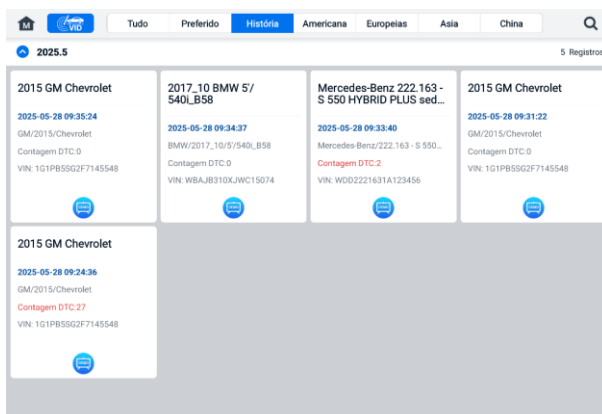 VID
Tudo
Preferido
História
Americana
Europeias
Asia
China
2025.5
5 Registros
2015 GM Chevrolet
2025-05-28 09:35:24
GM/2015/Chevrolet
Contagem DTC:0
VIN: 1G1PB5SG2F7145548
2017_10 BMW 5'/
540i_B58
2025-05-28 09:34:37
BMW/2017_10/5'/540i_B58
Contagem DTC:0
VIN: WBAJB310XJWC15074
Mercedes-Benz 222.163 -
S 550 HYBRID PLUS sed...
2025-05-28 09:33:40
Mercedes-Benz/222.163 - S 550...
Contagem DTC:2
VIN: WDD2221631A123456
2015 GM Chevrolet
2025-05-28 09:31:22
GM/2015/Chevrolet
Contagem DTC:0
VIN: 1G1PB5SG2F7145548
2015 GM Chevrolet
2025-05-28 09:24:36
GM/2015/Chevrolet
Contagem DTC:27
VIN: 1G1PB5SG2F7145548